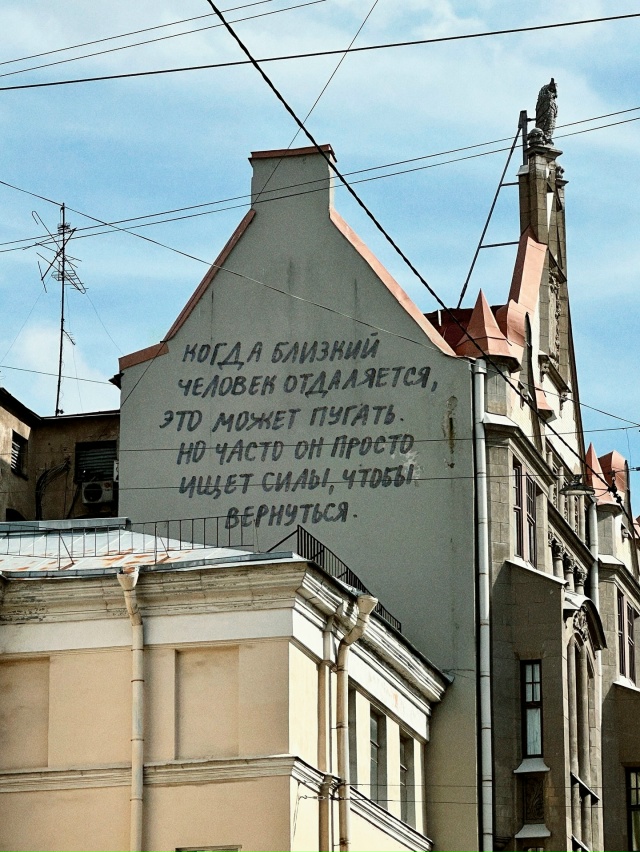 КОГДА БЛИЗКИЙ
ЧЕЛОВЕК ОТДАЛЯЕТСЯ,
ЭТО МОЖЕТ ПУГАТЬ.
НО ЧАСТО ОН ПРОСТО
ИЩЕТ СИЛЫ, ЧТОБЫ
ВЕРНУТЬСЯ.